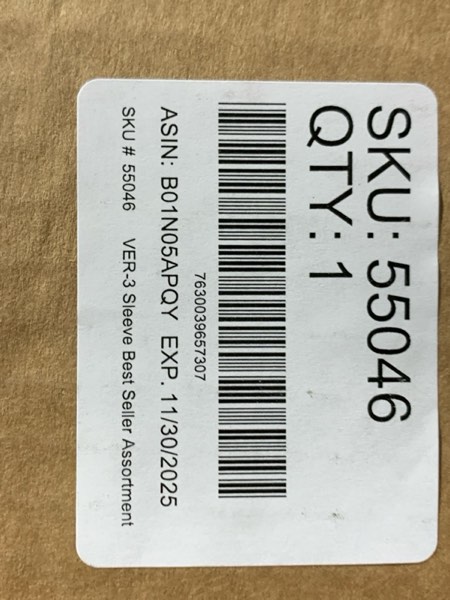 SKU: 55046
QTY: 1
7630039657307
ASIN: B01N05APQY EXP. 11/30/2025
SKU # 55046 VER-3 Sleeve Best Seller Assortment